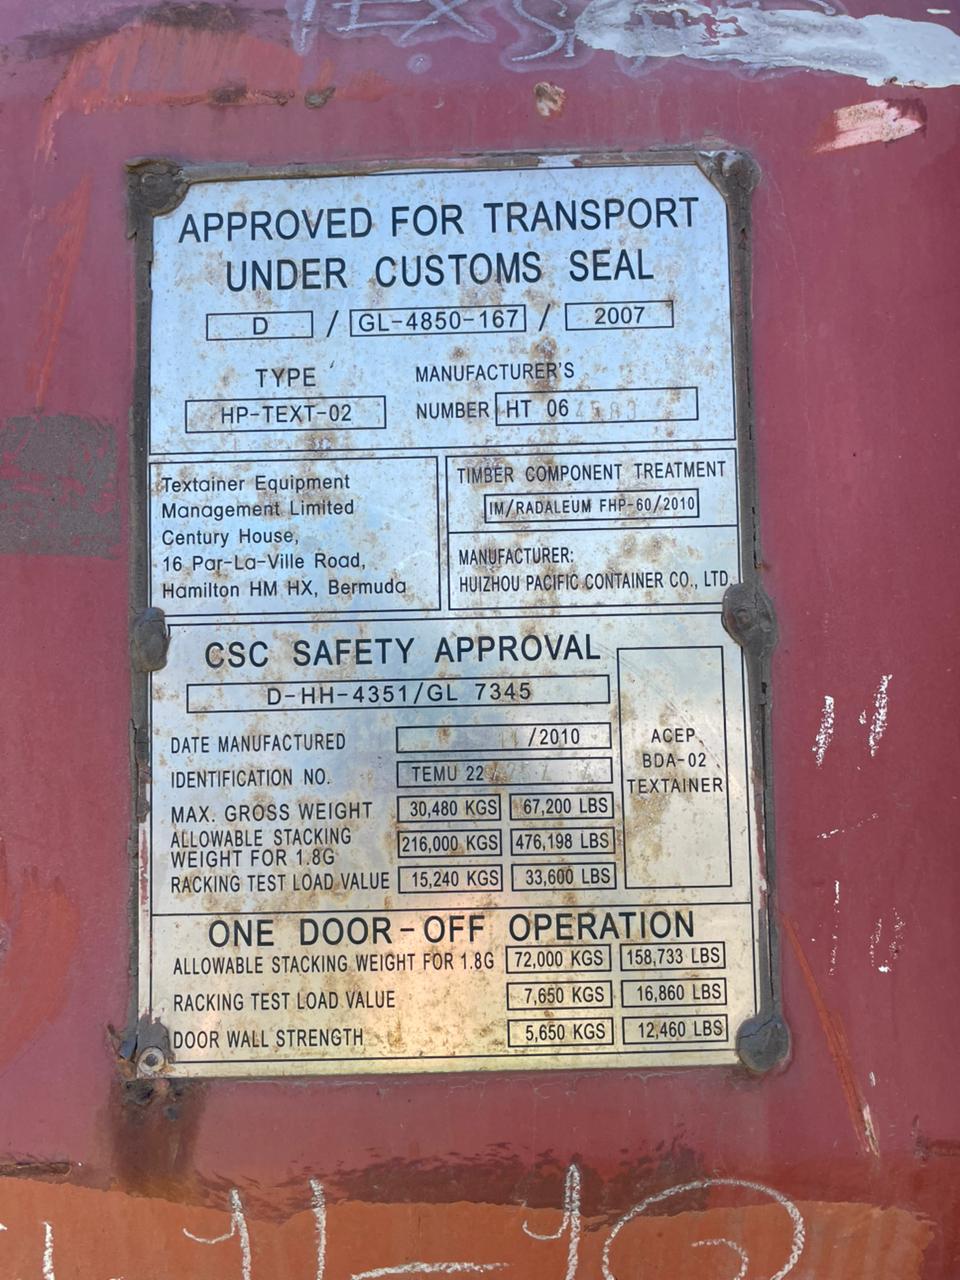 APPROVED FOR TRANSPORT
UNDER CUSTOMS SEAL
D / GL-4850-167 / 2007
TYPE
HP-TEXT-02
MANUFACTURER'S
NUMBER HT 06
Textainer Equipment
Management Limited
Century House,
16 Par-La-Ville Road,
Hamilton HM HX, Bermuda
TIMBER COMPONENT TREATMENT
IM/RADALEUM FHP-60/2010
MANUFACTURER:
HUIZHOU PACIFIC CONTAINER CO., LTD.
CSC SAFETY APPROVAL
D-HH-4351/GL 7345
DATE MANUFACTURED /2010
IDENTIFICATION NO. TEMU 22
MAX. GROSS WEIGHT 30,480 KGS 67,200 LBS
ALLOWABLE STACKING
WEIGHT FOR 1.8G 216,000 KGS 476,198 LBS
RACKING TEST LOAD VALUE 15,240 KGS 33,600 LBS
ACEP
BDA-02
TEXTAINER
ONE DOOR-OFF OPERATION
ALLOWABLE STACKING WEIGHT FOR 1.8G 72,000 KGS 158,733 LBS
RACKING TEST LOAD VALUE 7,650 KGS 16,860 LBS
DOOR WALL STRENGTH 5,650 KGS 12,460 LBS